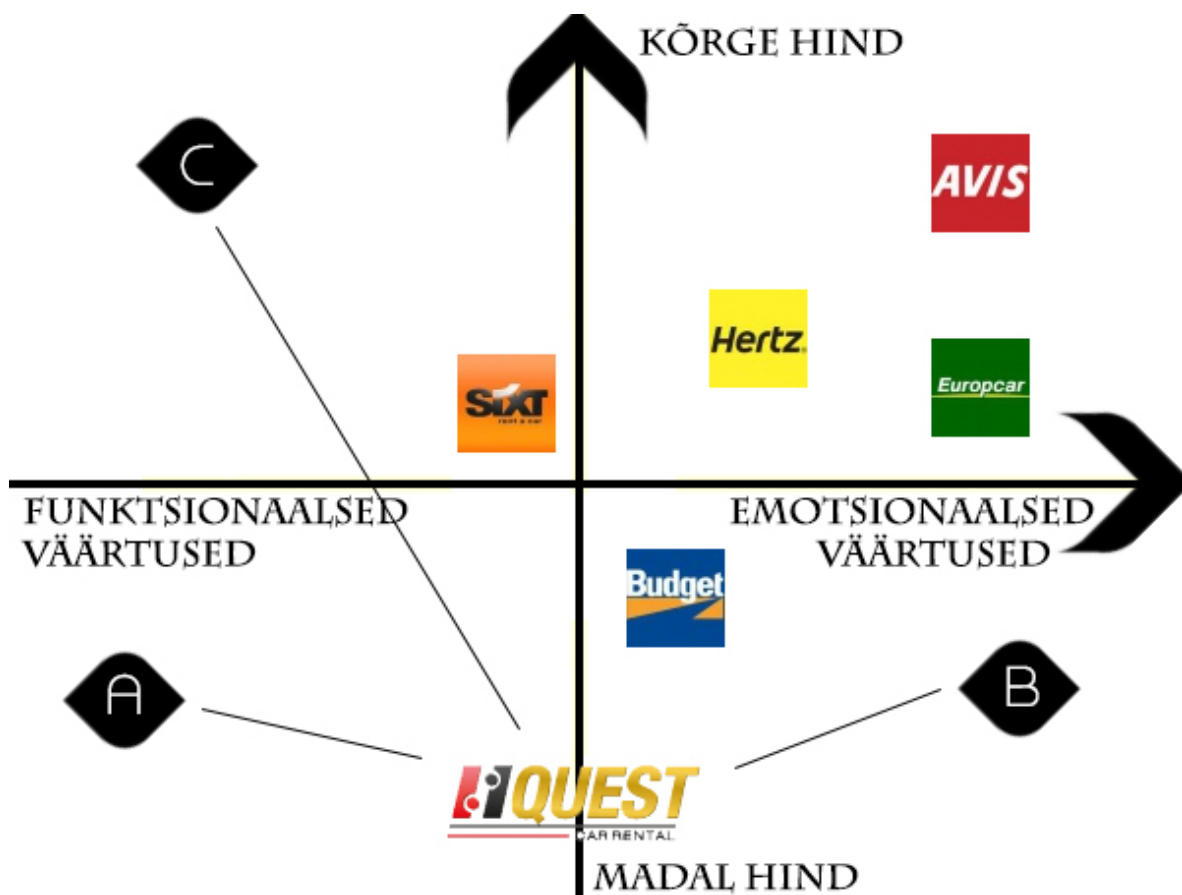 KÕRGE HIND
C
AVIS
Hertz
SIXT
rent a car
Europcar
FUNKTSIONAALSED
VÄÄRTUSED
EMOTSIONAALSED
VÄÄRTUSED
Budget
A
B
QUEST
CAR RENTAL
MADAL HIND